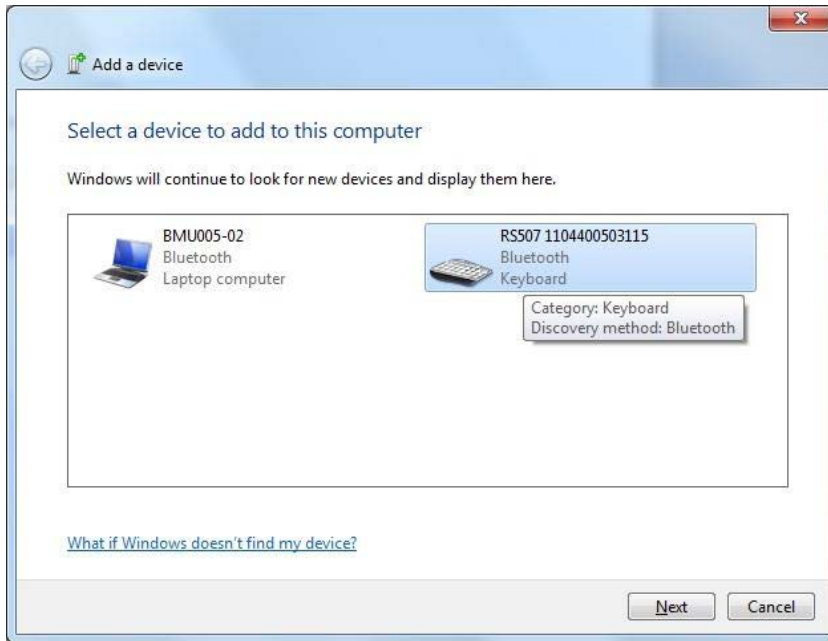 Add a device
Select a device to add to this computer
Windows will continue to look for new devices and display them here.
BMU005-02
Bluetooth
Laptop computer
RS507 1104400503115
Bluetooth
Keyboard
Category: Keyboard
Discovery method: Bluetooth
What if Windows doesn't find my device?
Next
Cancel